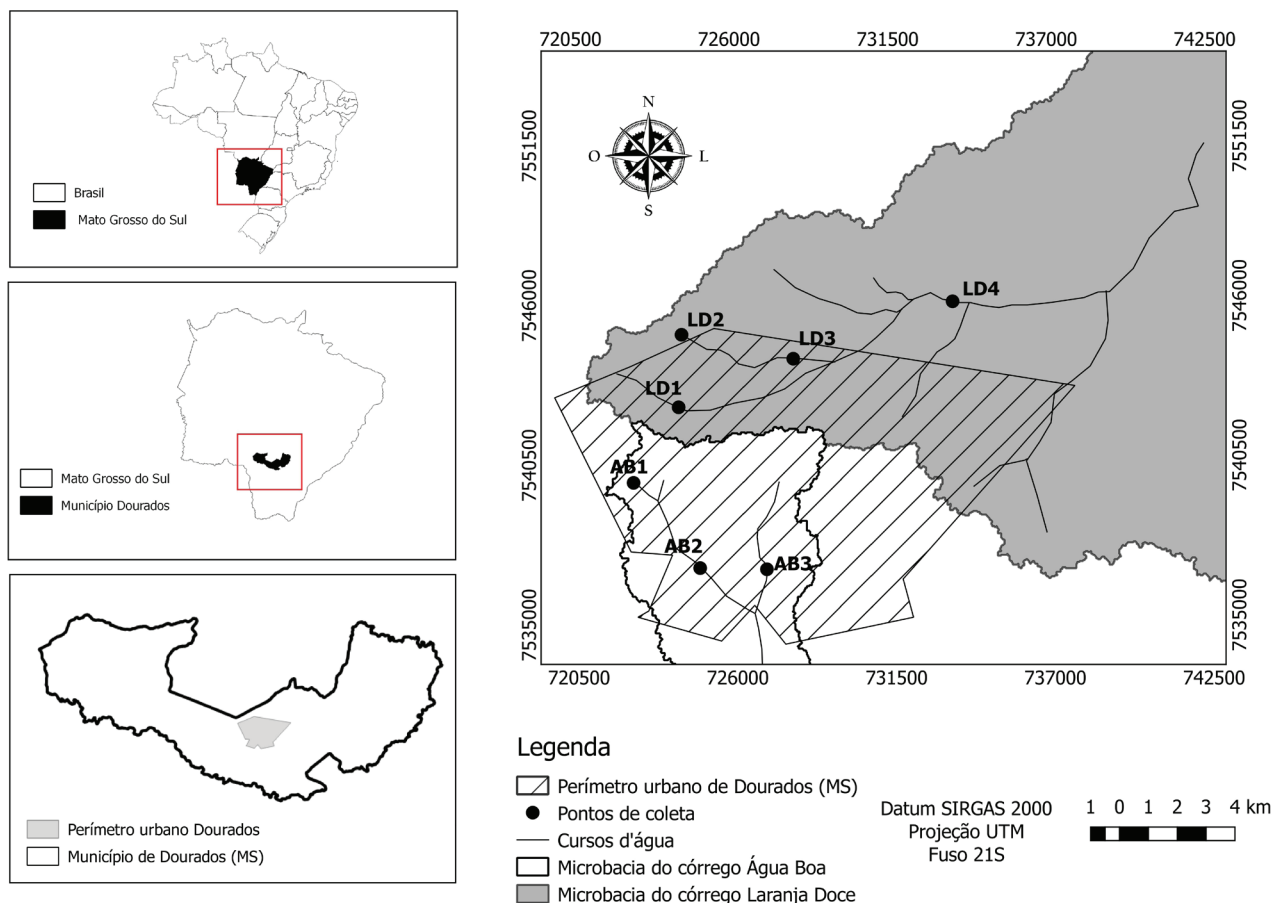 Brasil
Mato Grosso do Sul
Mato Grosso do Sul
Município Dourados
Perímetro urbano Dourados
Município de Dourados (MS)
720500 726000 731500 737000 742500
7551500 7551500
N
O L
S
7546000 7546000
LD4
LD2
LD3
LD1
7540500 7540500
AB1
AB2
AB3
7535000 7535000
720500 726000 731500 737000 742500
Legenda
Perímetro urbano de Dourados (MS)
Pontos de coleta
Cursos d'água
Microbacia do córrego Água Boa
Microbacia do córrego Laranja Doce
Datum SIRGAS 2000
Projeção UTM
Fuso 21S
1 0 1 2 3 4 km